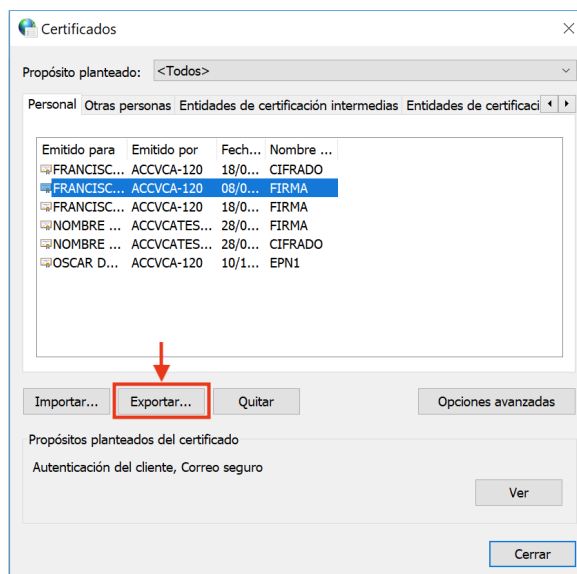 Certificados
Propósito planteado: <Todos>
Personal Otras personas Entidades de certificación intermedias Entidades de certificaci
Emitido para Emitido por Fech... Nombre ...
FRANCISC... ACCVCA-120 18/0... CIFRADO
FRANCISC... ACCVCA-120 08/0... FIRMA
FRANCISC... ACCVCA-120 18/0... FIRMA
NOMBRE ... ACCVCATES... 28/0... FIRMA
NOMBRE ... ACCVCATES... 28/0... CIFRADO
OSCAR D... ACCVCA-120 10/1... EPN1
Importar... Exportar... Quitar Opciones avanzadas
Propósitos planteados del certificado
Autenticación del cliente, Correo seguro
Ver
Cerrar